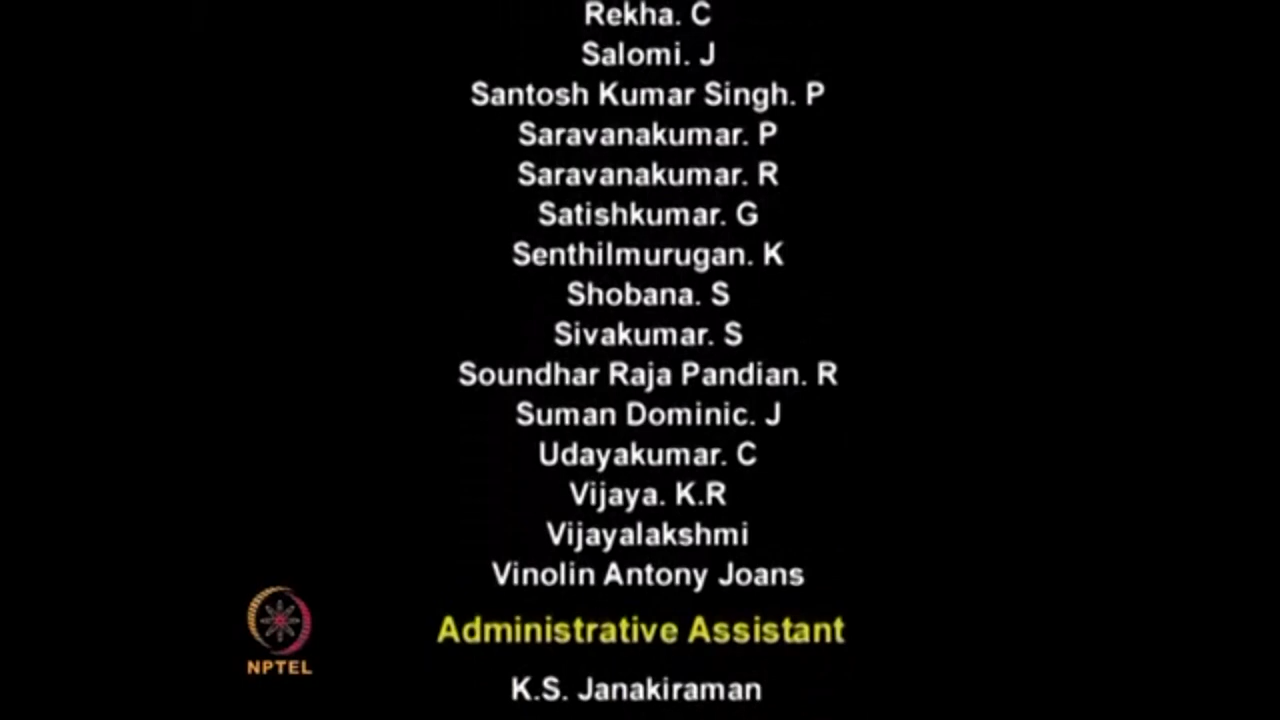 Rekha. C
Salomi. J
Santosh Kumar Singh. P
Saravanakumar. P
Saravanakumar. R
Satishkumar. G
Senthilmurugan. K
Shobana. S
Sivakumar. S
Soundhar Raja Pandian. R
Suman Dominic. J
Udayakumar. C
Vijaya. K.R
Vijayalakshmi
Vinolin Antony Joans
Administrative Assistant
NPTEL
K.S. Janakiraman